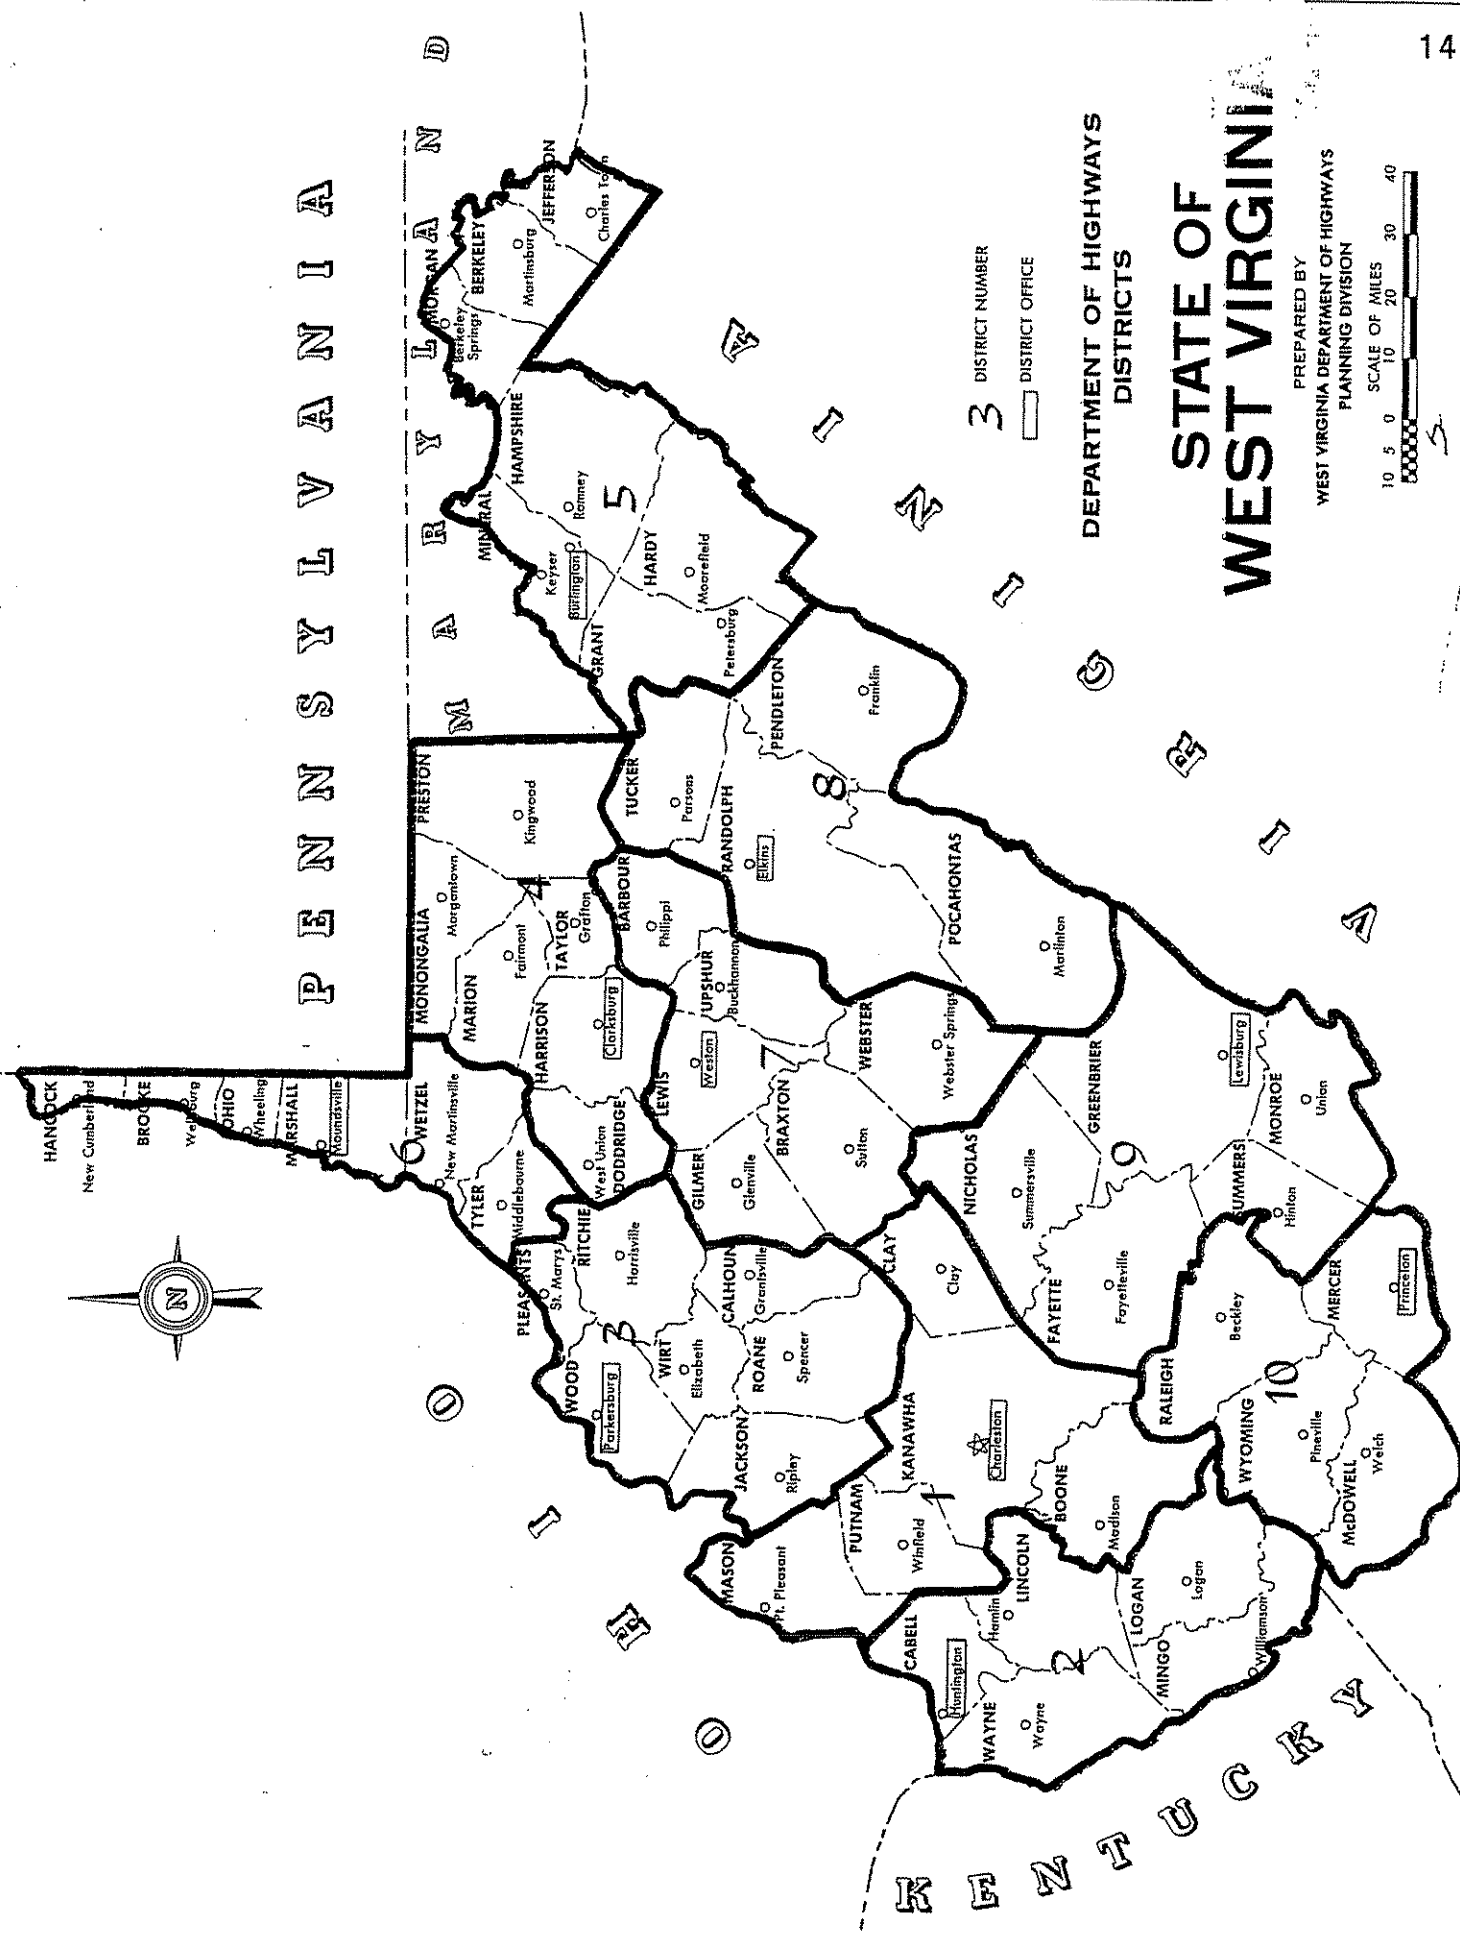 PENNSYLVANIA
MARYLAND
OHIO
KENTUCKY
VIRGINIA
N
HANCOCK
New Cumberland
BROOKE
Wellsburg
OHIO
Wheeling
MARSHALL
Moundsville
6
WETZEL
New Martinsville
TYLER
Middlebourne
PLEASANTS
St. Marys
RITCHIE
Harrisville
WOOD
Parkersburg
3
WIRT
Elizabeth
CALHOUN
Grantsville
ROANE
Spencer
JACKSON
Ripley
MONONGALIA
Morgantown
PRESTON
Kingwood
MARION
Fairmont
4
TAYLOR
Grafton
HARRISON
Clarksburg
DODDRIDGE
West Union
BARBOUR
Philippi
UPSHUR
Buckhannon
LEWIS
Weston
7
GILMER
Glenville
BRAXTON
Sutton
WEBSTER
Webster Springs
TUCKER
Parsons
RANDOLPH
Elkins
8
PENDLETON
Franklin
POCAHONTAS
Marlinton
MINERAL
Keyser
Burlington
HAMPSHIRE
Romney
5
GRANT
Petersburg
HARDY
Moorefield
MORGAN
Berkeley
Springs
BERKELEY
Martinsburg
JEFFERSON
Charles Town
MASON
Pt. Pleasant
PUTNAM
Winfield
1
KANAWHA
Charleston
CLAY
Clay
BOONE
Madison
CABELL
Huntington
WAYNE
Wayne
2
LINCOLN
Hamlin
LOGAN
Logan
MINGO
Williamson
NICHOLAS
Summersville
FAYETTE
Fayetteville
9
GREENBRIER
Lewisburg
SUMMERS
Hinton
MONROE
Union
RALEIGH
Beckley
WYOMING
Pineville
10
McDOWELL
Welch
MERCER
Princeton
3 DISTRICT NUMBER
DISTRICT OFFICE
DEPARTMENT OF HIGHWAYS
DISTRICTS
STATE OF
WEST VIRGINIA
PREPARED BY
WEST VIRGINIA DEPARTMENT OF HIGHWAYS
PLANNING DIVISION
SCALE OF MILES
10 5 0 10 20 30 40
5
14